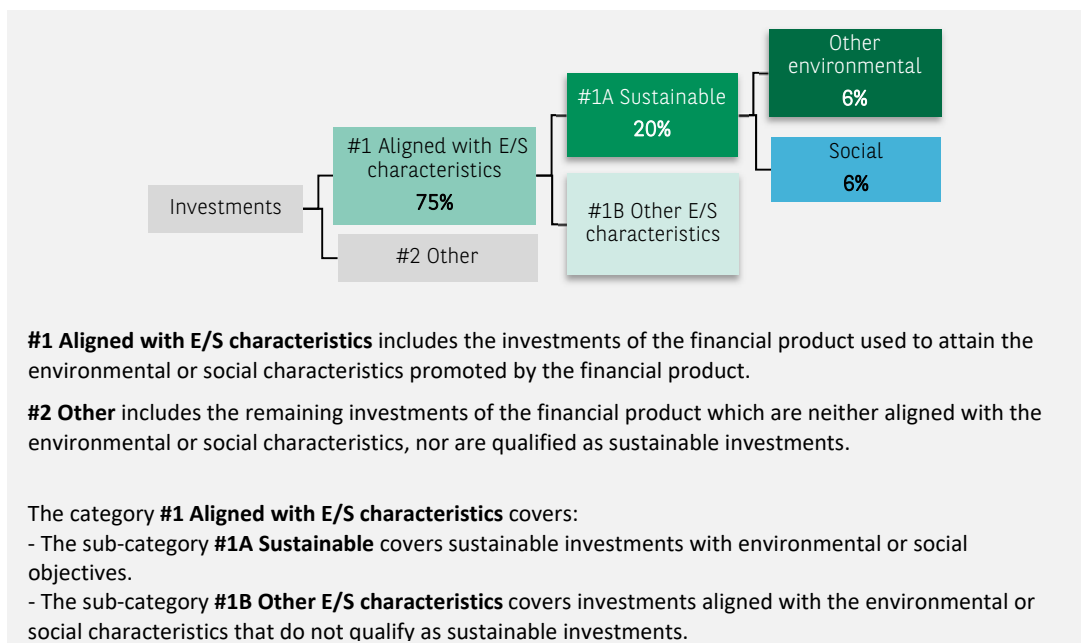 Other
environmental
6%
#1A Sustainable
20%
#1 Aligned with E/S
characteristics
75%
Social
6%
Investments
#1B Other E/S
characteristics
#2 Other
#1 Aligned with E/S characteristics includes the investments of the financial product used to attain the
environmental or social characteristics promoted by the financial product.
#2 Other includes the remaining investments of the financial product which are neither aligned with the
environmental or social characteristics, nor are qualified as sustainable investments.
The category #1 Aligned with E/S characteristics covers:
- The sub-category #1A Sustainable covers sustainable investments with environmental or social
objectives.
- The sub-category #1B Other E/S characteristics covers investments aligned with the environmental or
social characteristics that do not qualify as sustainable investments.